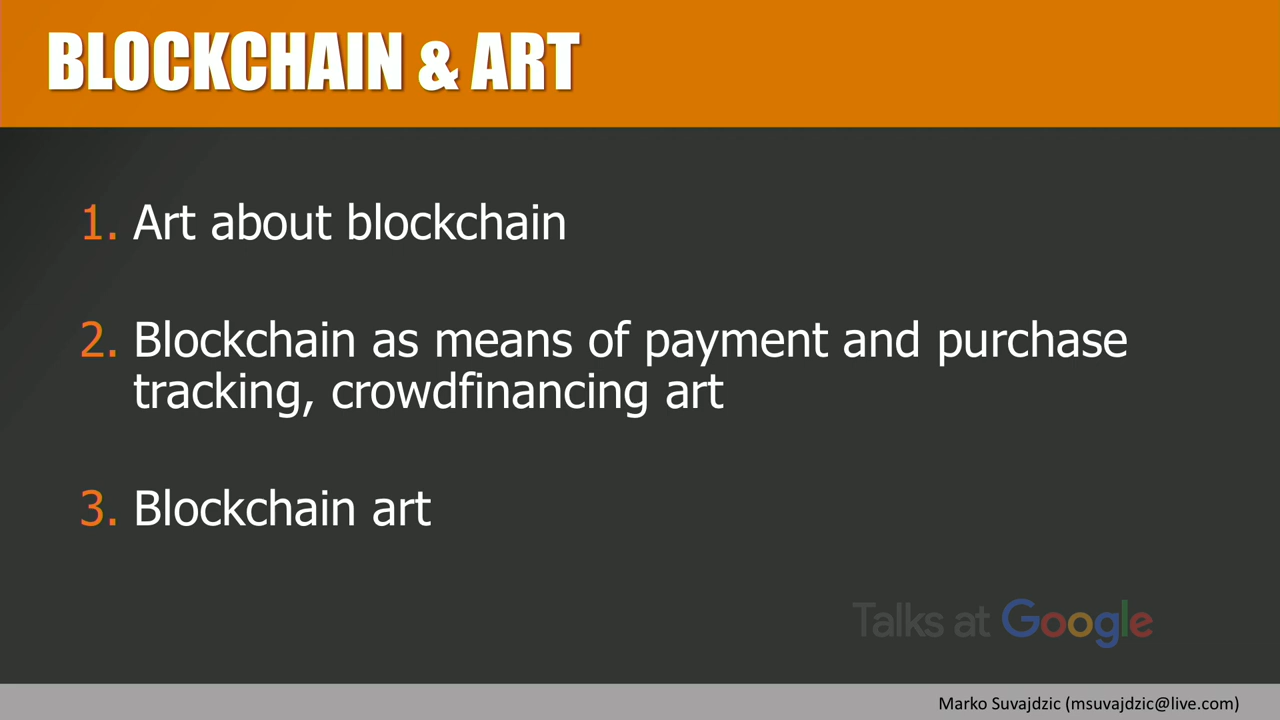 BLOCKCHAIN & ART
1. Art about blockchain
2. Blockchain as means of payment and purchase
tracking, crowdfinancing art
3. Blockchain art
Talks at Google
Marko Suvajdzic (msuvajdzic@live.com)